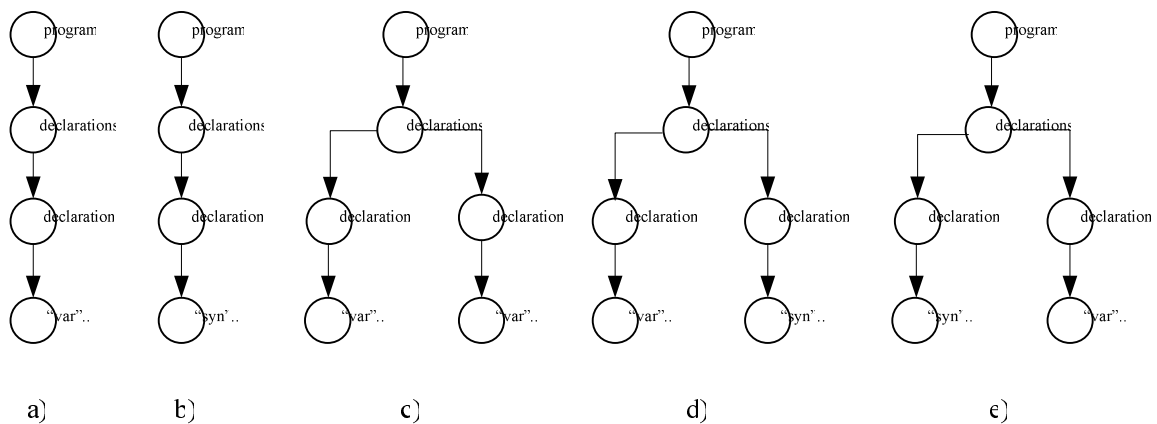 program program program program program
declarations declarations declarations declarations declarations
declaration declaration declaration declaration declaration declaration declaration declaration
“var”.. “syn’.. “var”.. “var”.. “var”.. “syn’.. “syn’.. “var”..
a) b) c) d) e)